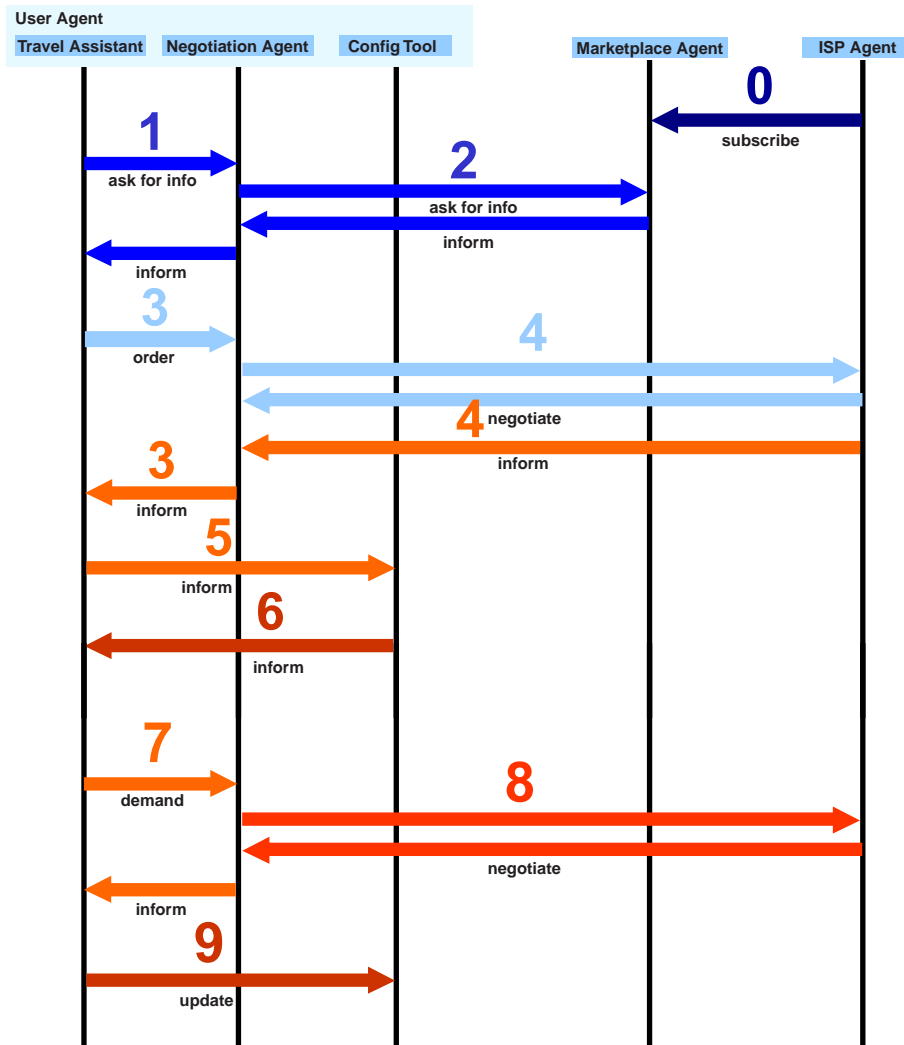 User Agent
Travel Assistant Negotiation Agent Config Tool Marketplace Agent ISP Agent
0
subscribe
1
ask for info
2
ask for info
inform
inform
3
order
4
negotiate
4
inform
3
inform
5
inform
6
inform
7
demand
8
negotiate
inform
9
update